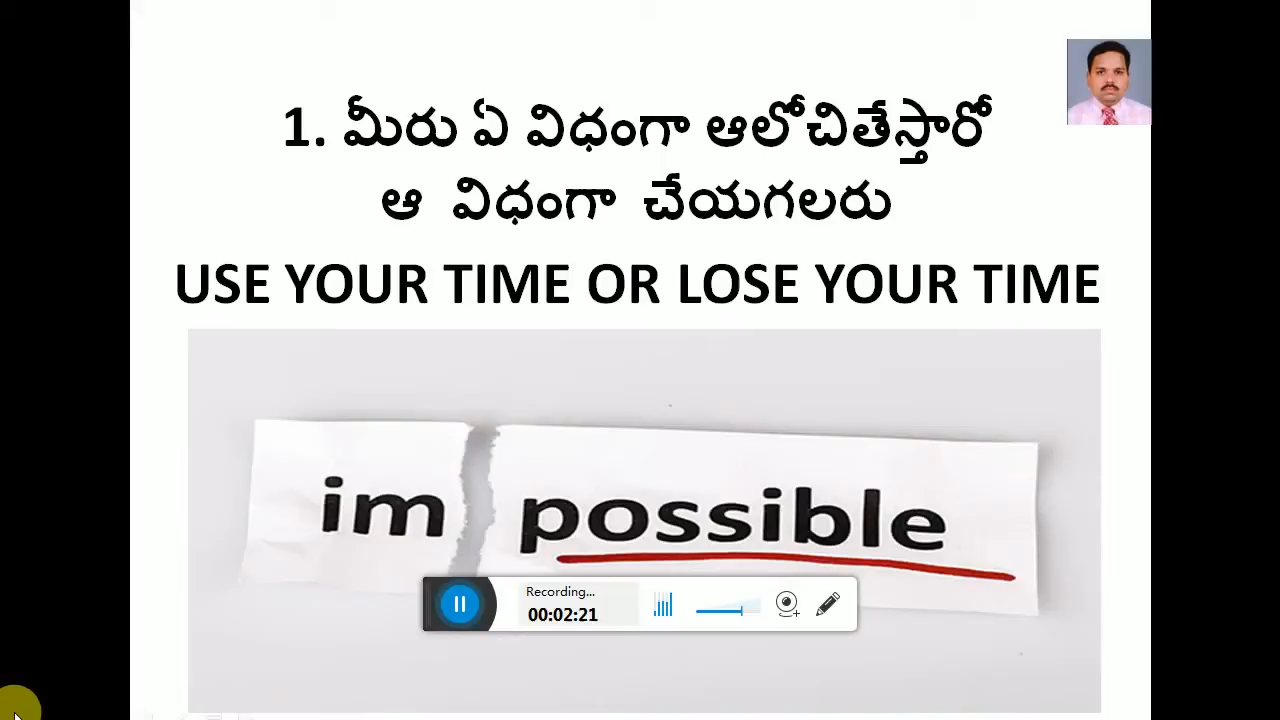 1. మీరు ఏ విధంగా ఆలోచితేస్తారో
ఆ విధంగా చేయగలరు
USE YOUR TIME OR LOSE YOUR TIME
im possible
Recording...
00:02:21